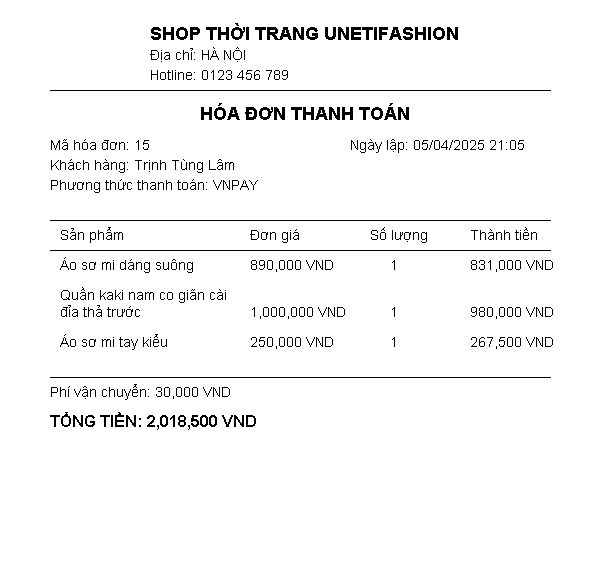 SHOP THỜI TRANG UNETIFASHION
Địa chỉ: HÀ NỘI
Hotline: 0123 456 789
HÓA ĐƠN THANH TOÁN
Mã hóa đơn: 15 Ngày lập: 05/04/2025 21:05
Khách hàng: Trịnh Tùng Lâm
Phương thức thanh toán: VNPAY
Sản phẩm Đơn giá Số lượng Thành tiền
Áo sơ mi dáng suông 890,000 VND 1 831,000 VND
Quần kaki nam co giãn cài
đỉa thả trước 1,000,000 VND 1 980,000 VND
Áo sơ mi tay kiểu 250,000 VND 1 267,500 VND
Phí vận chuyển: 30,000 VND
TỔNG TIỀN: 2,018,500 VND